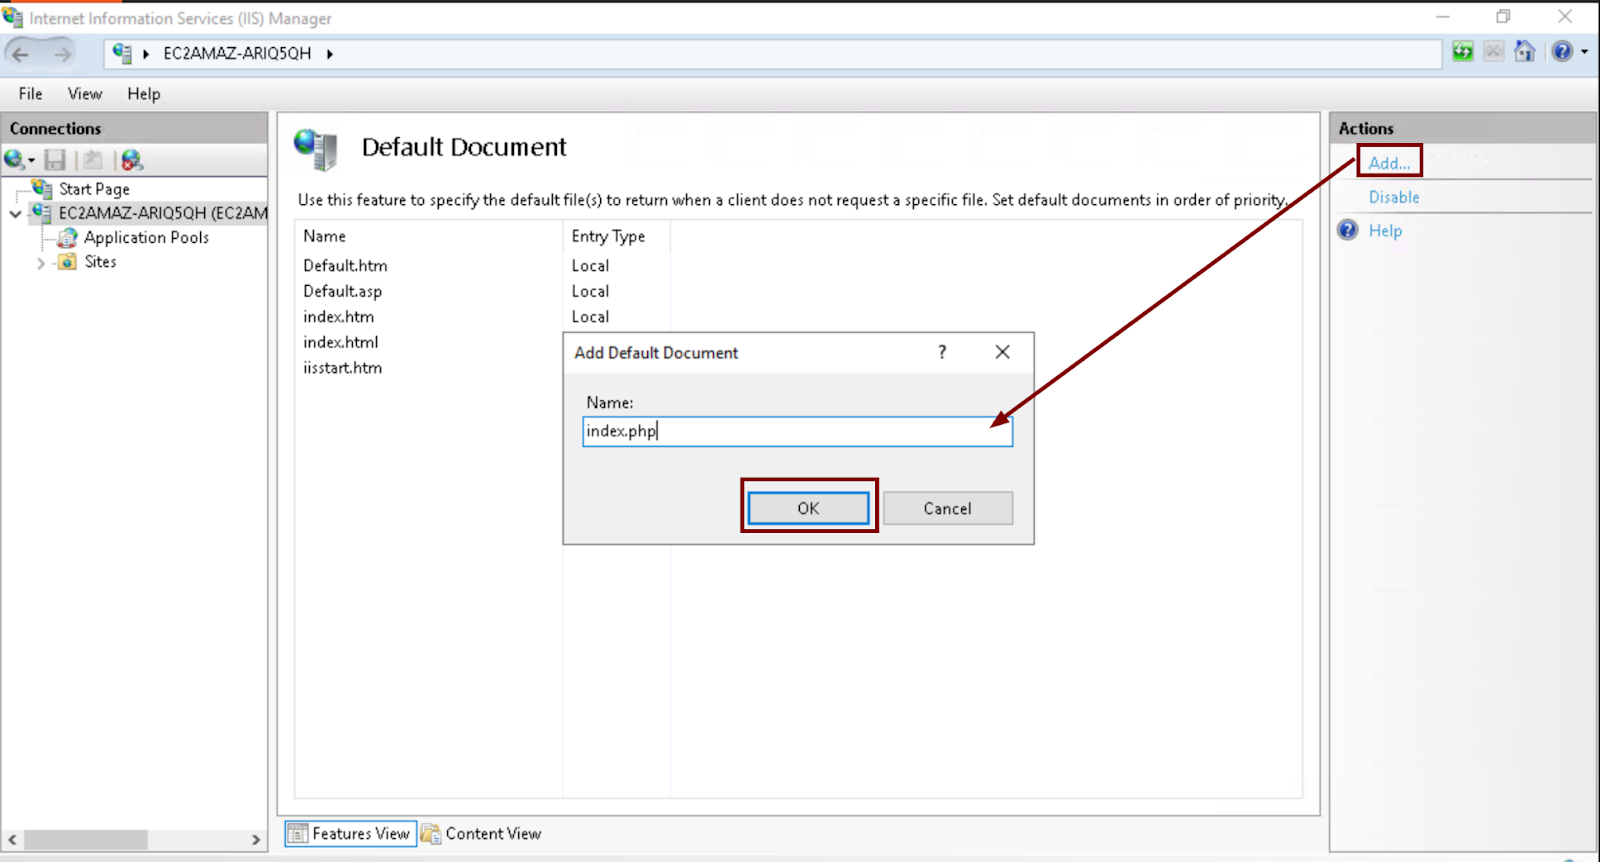 Internet Information Services (IIS) Manager
EC2AMAZ-ARIQ5QH
File View Help
Connections
Start Page
EC2AMAZ-ARIQ5QH (EC2AM
Application Pools
Sites
Default Document
Use this feature to specify the default file(s) to return when a client does not request a specific file. Set default documents in order of priority.
Name Entry Type
Default.htm Local
Default.asp Local
index.htm Local
index.html
iisstart.htm
Add Default Document ?
Name:
index.php
OK Cancel
Features View Content View
Actions
Add...
Disable
Help